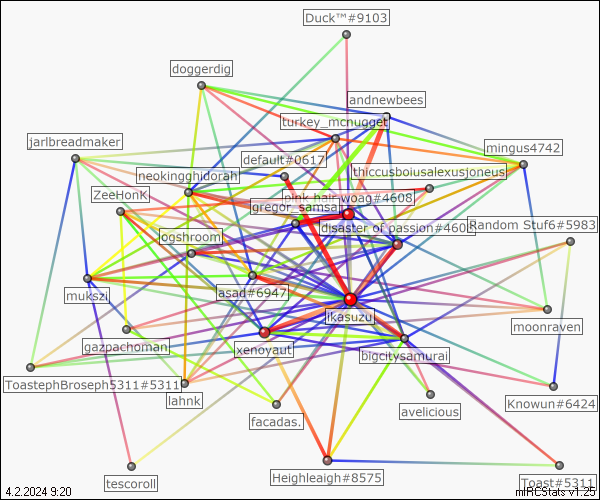 Duck™#9103
doggerdig
andnewbees
turkey_mcnugget
jarlbreadmaker
mingus4742
default#0617
neokingghidorah
thiccusboiusalexusjoneus
ZeeHonK
pink hair woag#4608
gregor_samsa
Random Stuf6#5983
disaster of passion#460
ogshroom
mukszi
asad#6947
ikasuzu
moonraven
gazpachoman
xenoyaut
bigcitysamurai
ToastephBroseph5311#5311
lahnk
Knowun#6424
avelicious
facadas.
tescoroll
Heighleigh#8575
Toast#5311
4.2.2024 9:20
mIRCStats v1.25